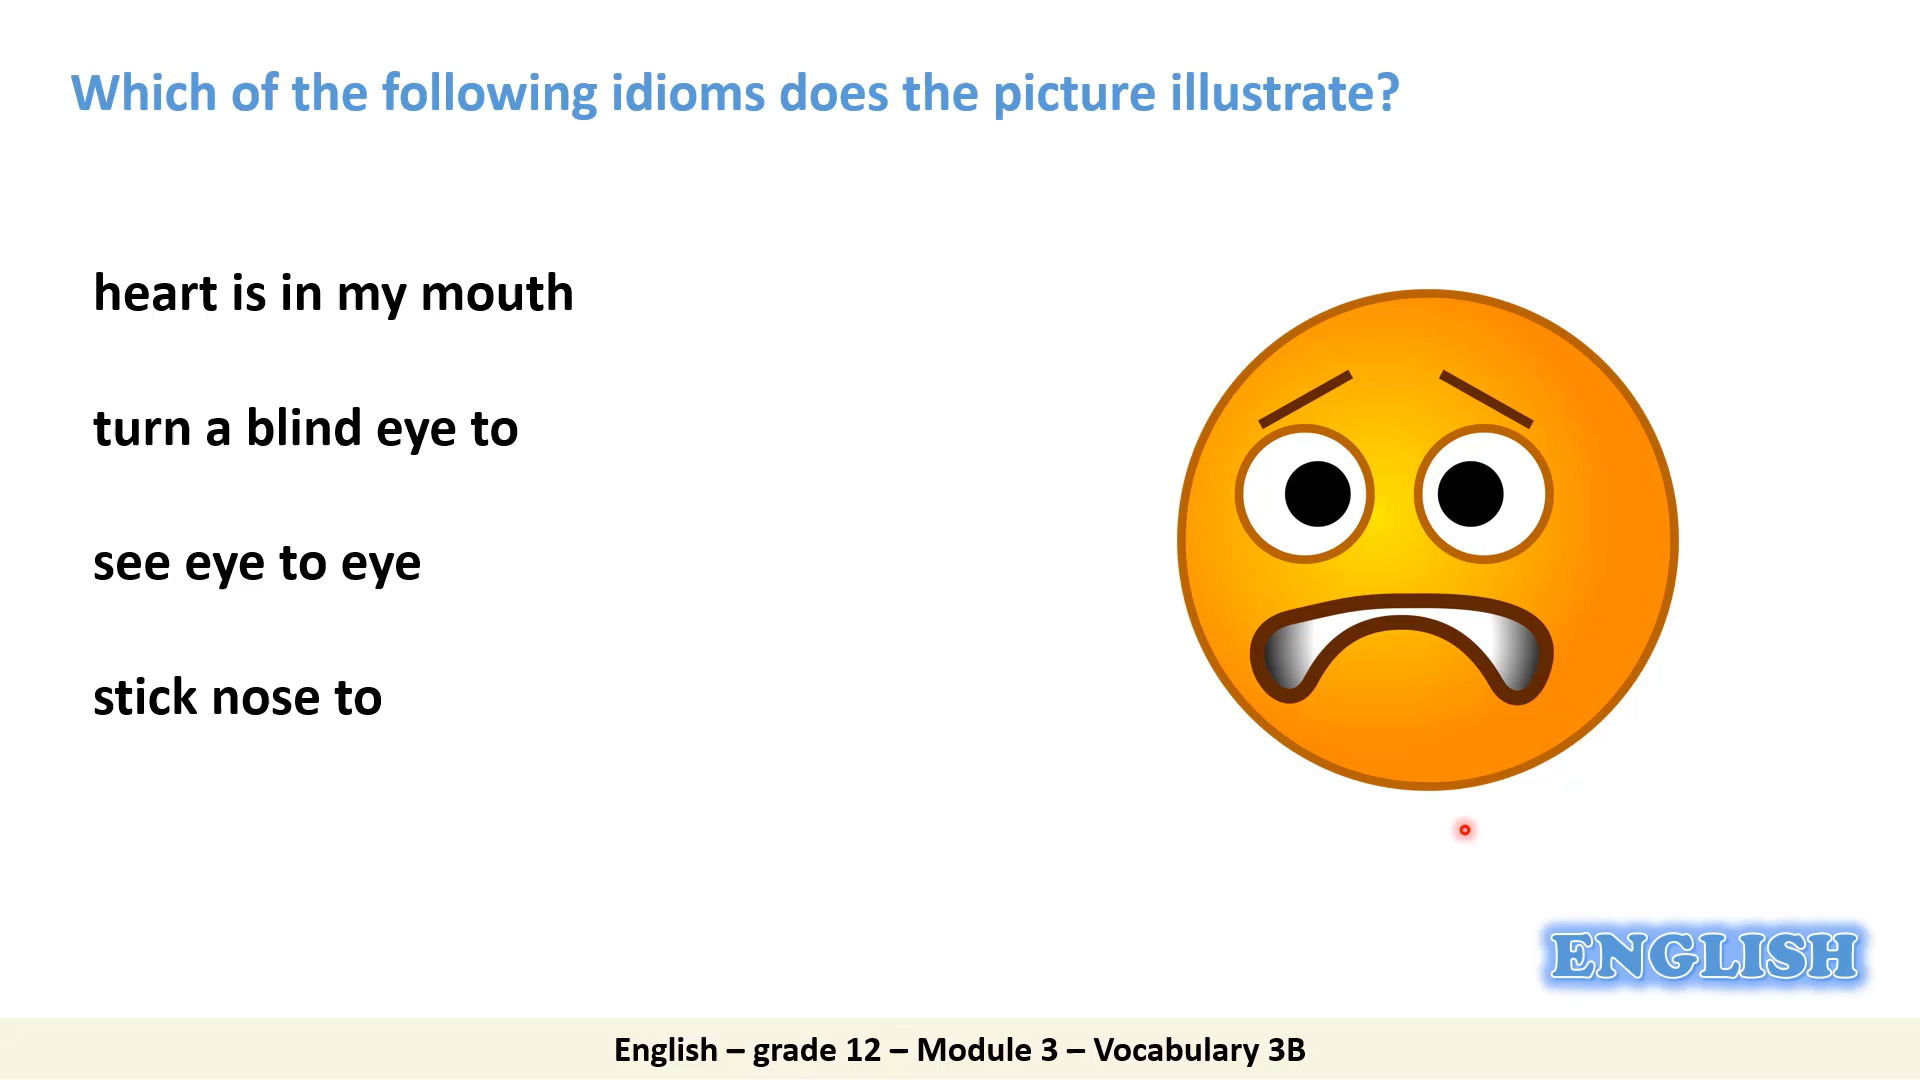 Which of the following idioms does the picture illustrate?
heart is in my mouth
turn a blind eye to
see eye to eye
stick nose to
ENGLISH
English – grade 12 – Module 3 – Vocabulary 3B